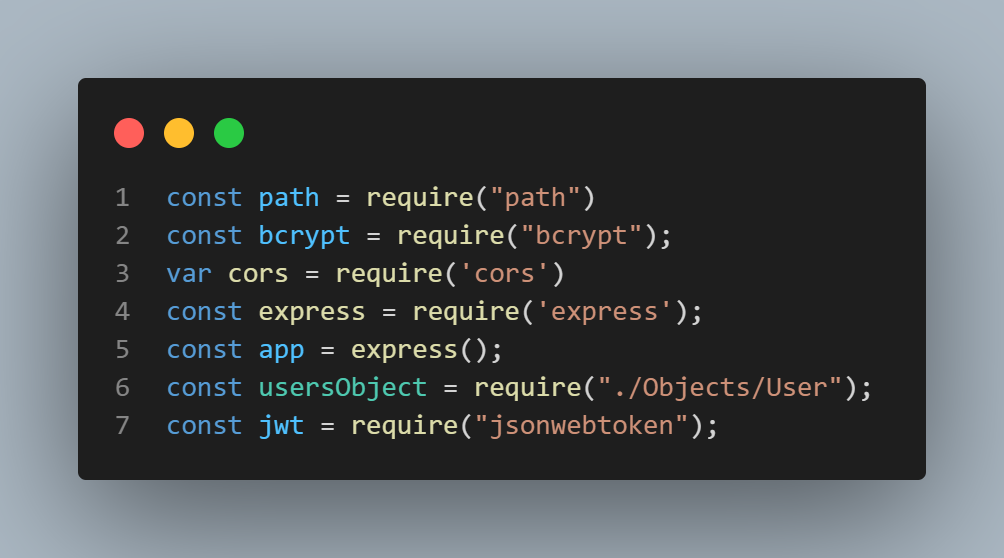 1 const path = require("path")
2 const bcrypt = require("bcrypt");
3 var cors = require('cors')
4 const express = require('express');
5 const app = express();
6 const usersObject = require("./Objects/User");
7 const jwt = require("jsonwebtoken");